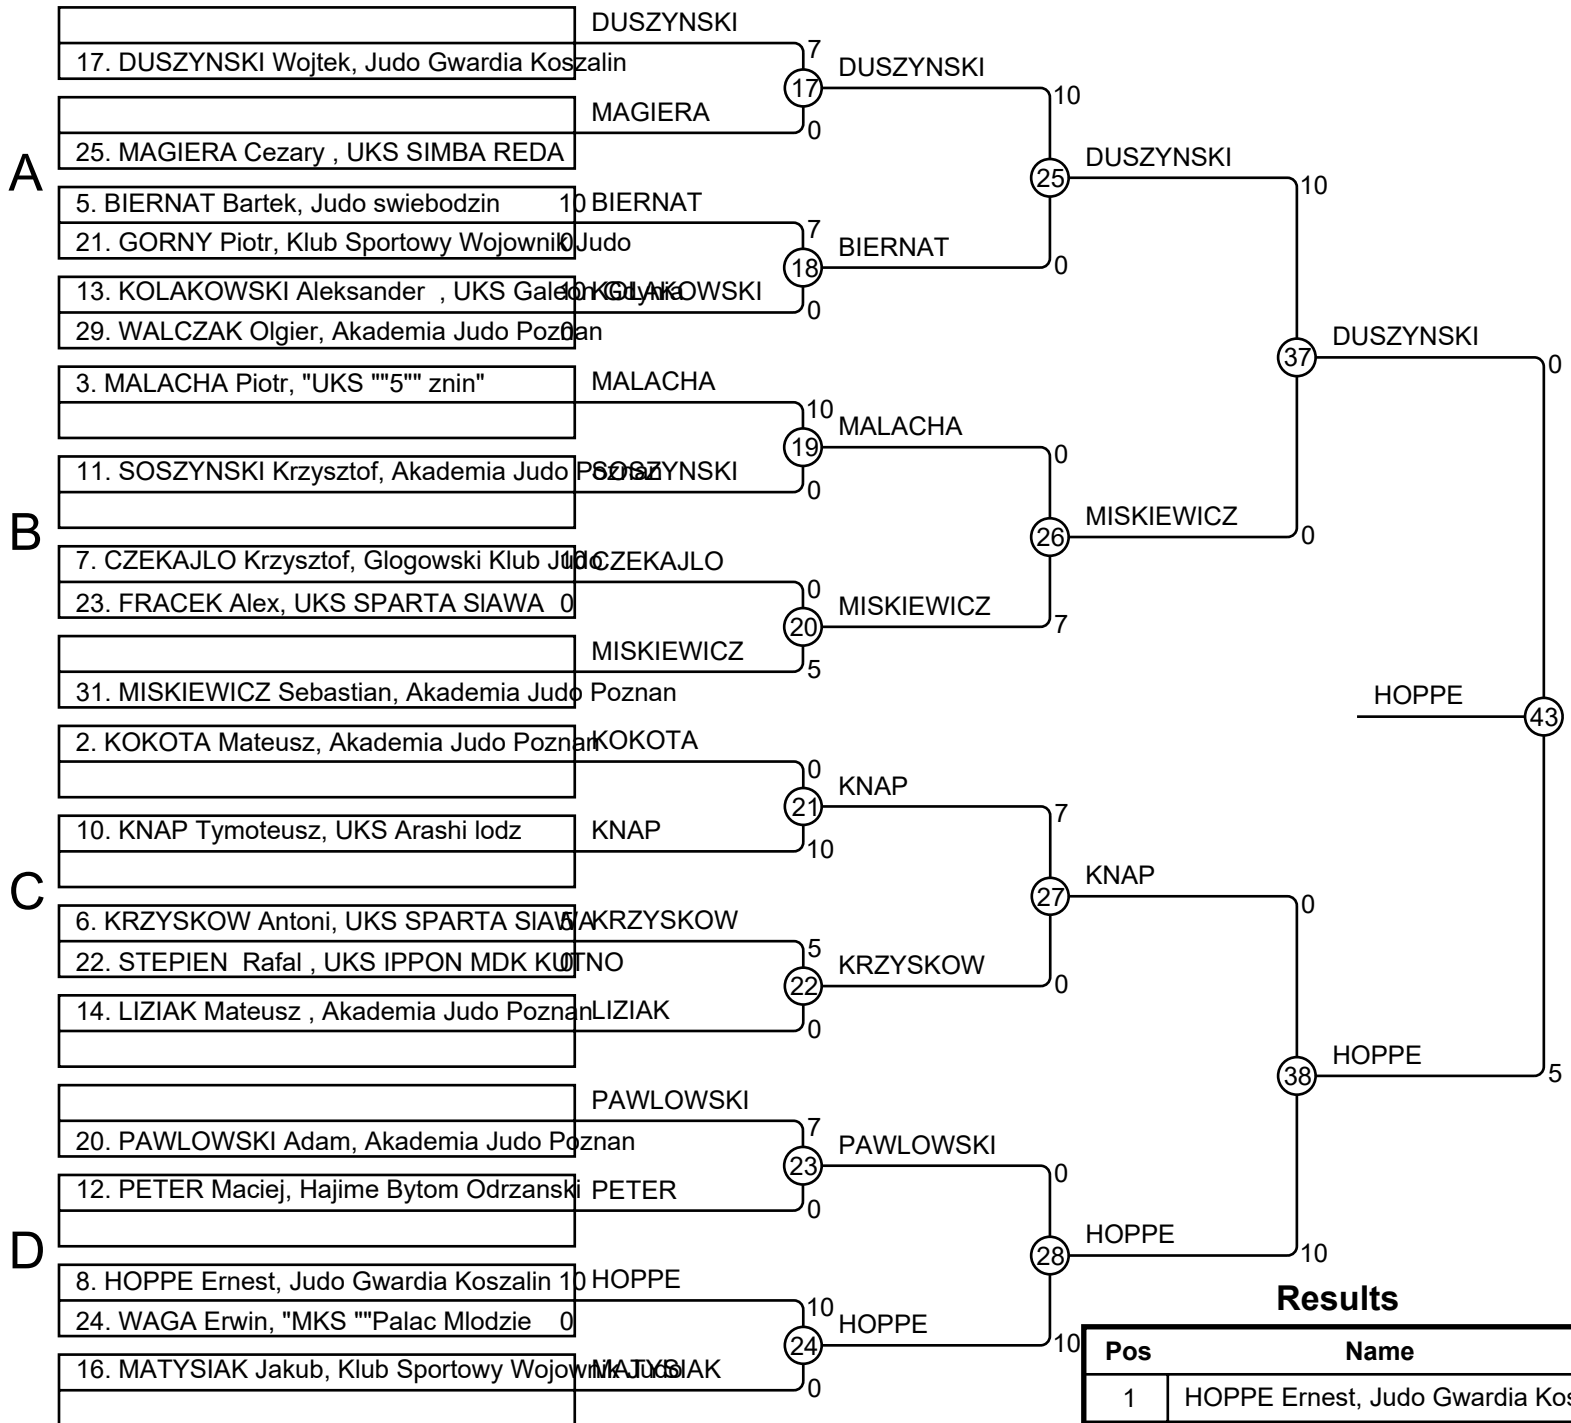 DUSZYNSKI
17. DUSZYNSKI Wojtek, Judo Gwardia Koszalin
7
17
DUSZYNSKI
10
MAGIERA
0
25. MAGIERA Cezary , UKS SIMBA REDA
A
25
DUSZYNSKI
10
5. BIERNAT Bartek, Judo swiebodzin 10
BIERNAT
21. GORNY Piotr, Klub Sportowy Wojownik Judo 0
7
18
BIERNAT
0
13. KOLAKOWSKI Aleksander , UKS Galeon Gdynia 10
KOLAKOWSKI
0
29. WALCZAK Olgier, Akademia Judo Poznan 0
37
DUSZYNSKI
0
3. MALACHA Piotr, "UKS ""5"" znin"
MALACHA
10
19
MALACHA
0
11. SOSZYNSKI Krzysztof, Akademia Judo Poznan
SOSZYNSKI
0
B
26
MISKIEWICZ
0
7. CZEKAJLO Krzysztof, Glogowski Klub Judo 10
CZEKAJLO
23. FRACEK Alex, UKS SPARTA SlAWA 0
0
20
MISKIEWICZ
7
MISKIEWICZ
5
31. MISKIEWICZ Sebastian, Akademia Judo Poznan
HOPPE
43
2. KOKOTA Mateusz, Akademia Judo Poznan
KOKOTA
0
21
KNAP
7
10. KNAP Tymoteusz, UKS Arashi lodz
KNAP
10
C
27
KNAP
0
6. KRZYSKOW Antoni, UKS SPARTA SlAWA 5
KRZYSKOW
22. STEPIEN Rafal , UKS IPPON MDK KUTNO 0
5
22
KRZYSKOW
0
14. LIZIAK Mateusz , Akademia Judo Poznan
LIZIAK
0
38
HOPPE
5
PAWLOWSKI
20. PAWLOWSKI Adam, Akademia Judo Poznan
7
23
PAWLOWSKI
0
12. PETER Maciej, Hajime Bytom Odrzanski
PETER
0
D
28
HOPPE
10
8. HOPPE Ernest, Judo Gwardia Koszalin 10
HOPPE
24. WAGA Erwin, "MKS ""Palac Mlodzie 0
10
24
HOPPE
10
16. MATYSIAK Jakub, Klub Sportowy Wojownik Judo
MATYSIAK
0
Results
Pos Name
1 HOPPE Ernest, Judo Gwardia Kos